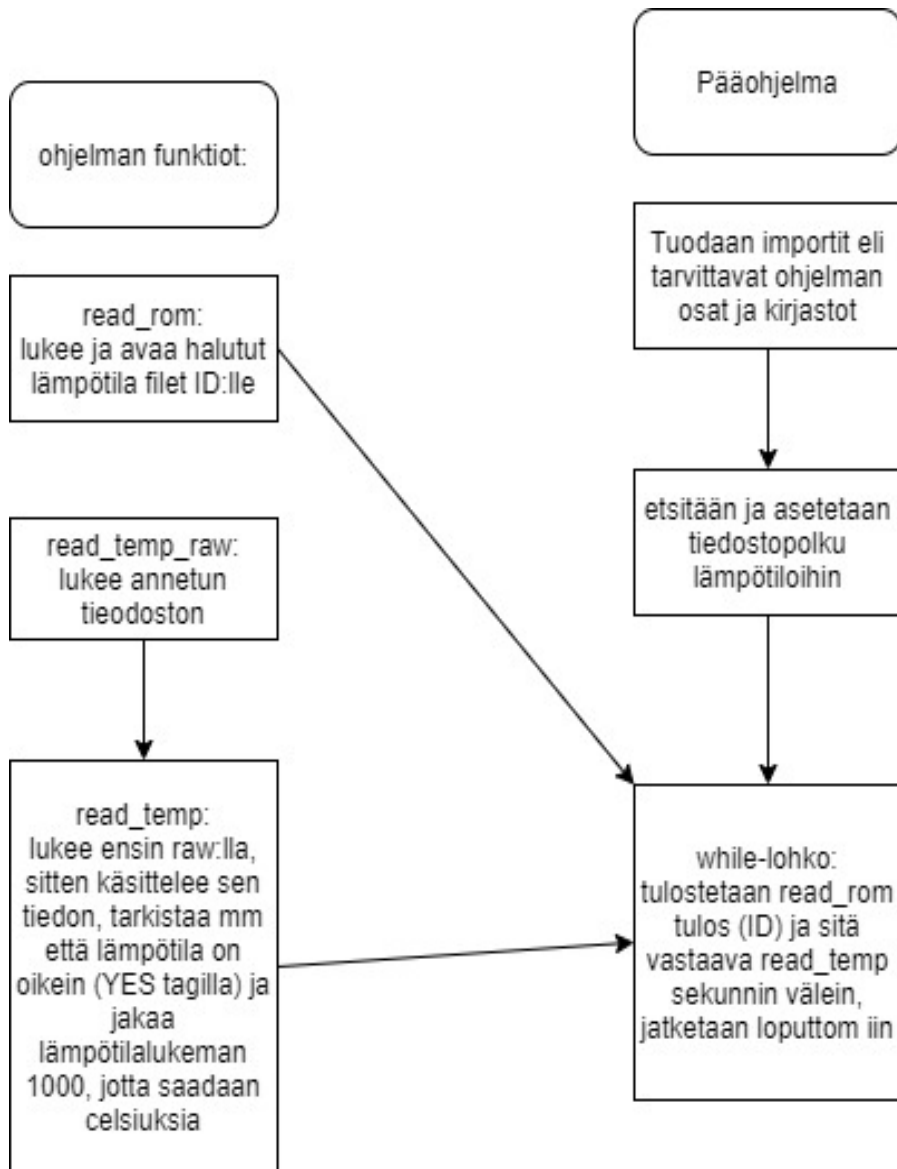 ohjelman funktiot:
read_rom:
lukee ja avaa halutut
lämpötila filet ID:lle
read_temp_raw:
lukee annetun
tieodoston
read_temp:
lukee ensin raw:lla,
sitten käsittelee sen
tiedon, tarkistaa mm
että lämpötila on
oikein (YES tagilla) ja
jakaa
lämpötilalukeman
1000, jotta saadaan
celsiuksia
Pääohjelma
Tuodaan importit eli
tarvittavat ohjelman
osat ja kirjastot
etsitään ja asetetaan
tiedostopolku
lämpötiloihin
while-lohko:
tulostetaan read_rom
tulos (ID) ja sitä
vastaava read_temp
sekunnin välein,
jatketaan loputtom iin